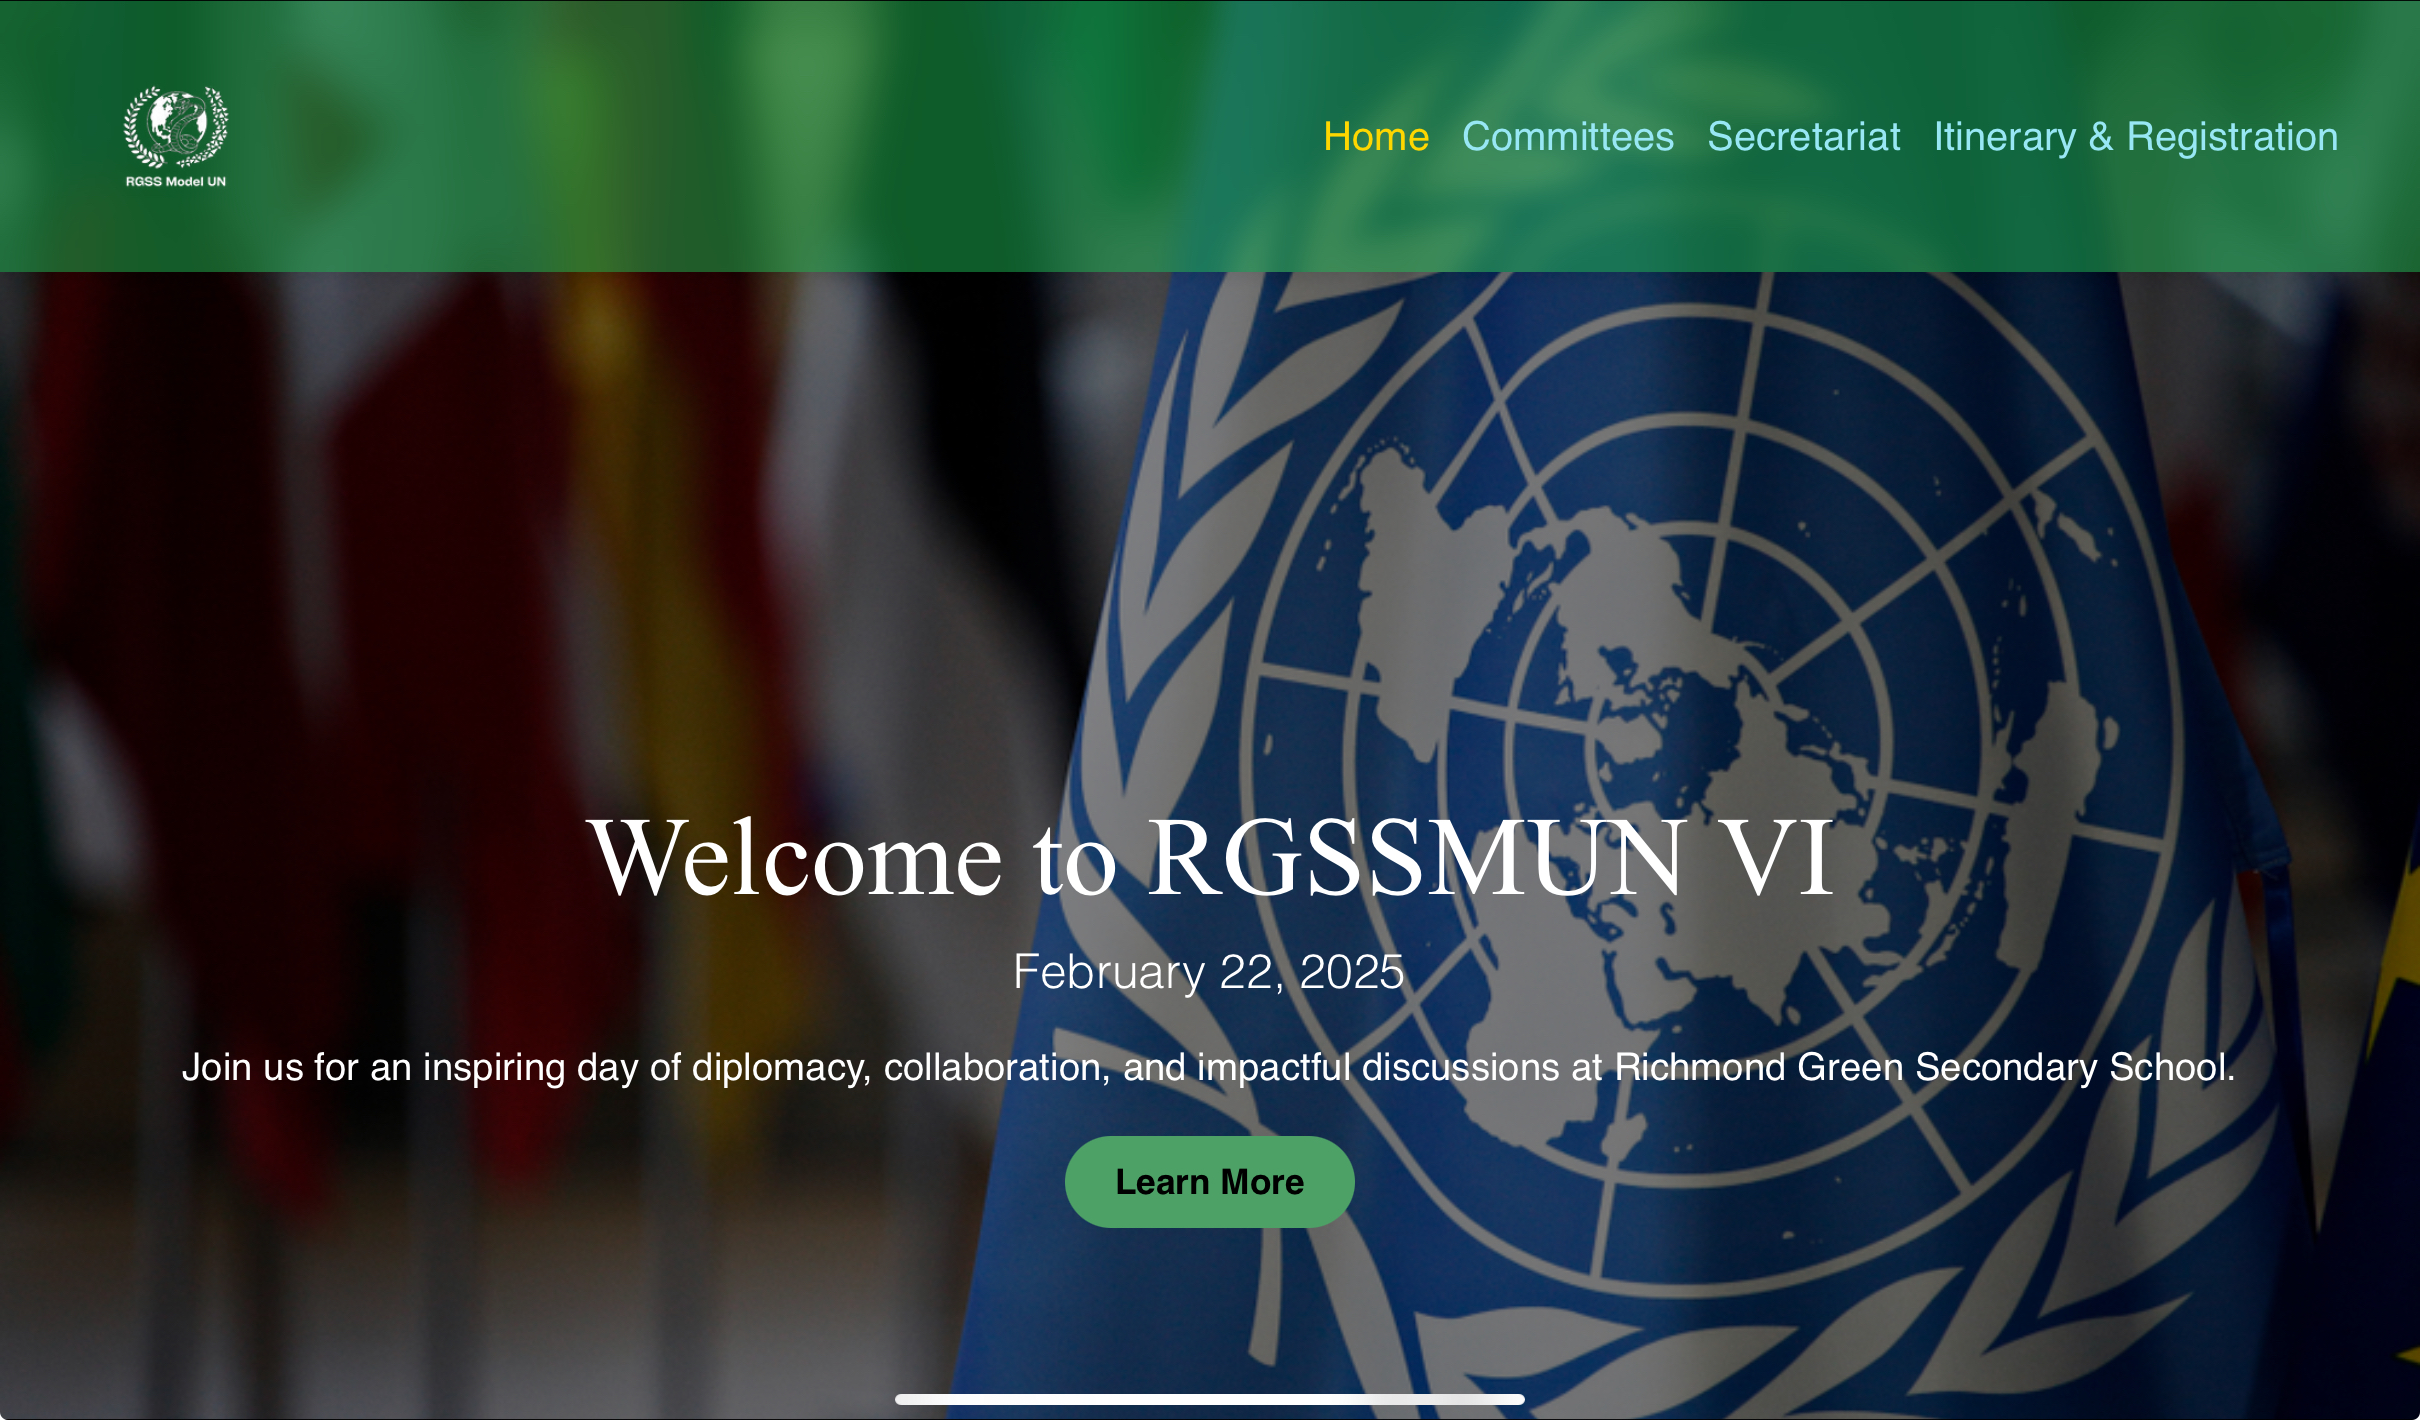 RGSS Model UN
Home Committees Secretariat Itinerary & Registration
Welcome to RGSSMUN VI
February 22, 2025
Join us for an inspiring day of diplomacy, collaboration, and impactful discussions at Richmond Green Secondary School.
Learn More